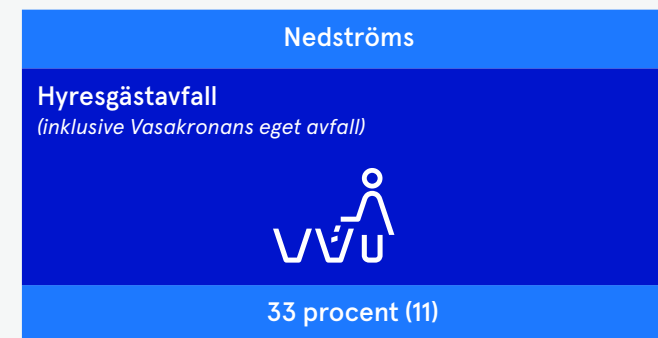 Nedströms
Hyresgästavfall
(inklusive Vasakronans eget avfall)
33 procent (11)